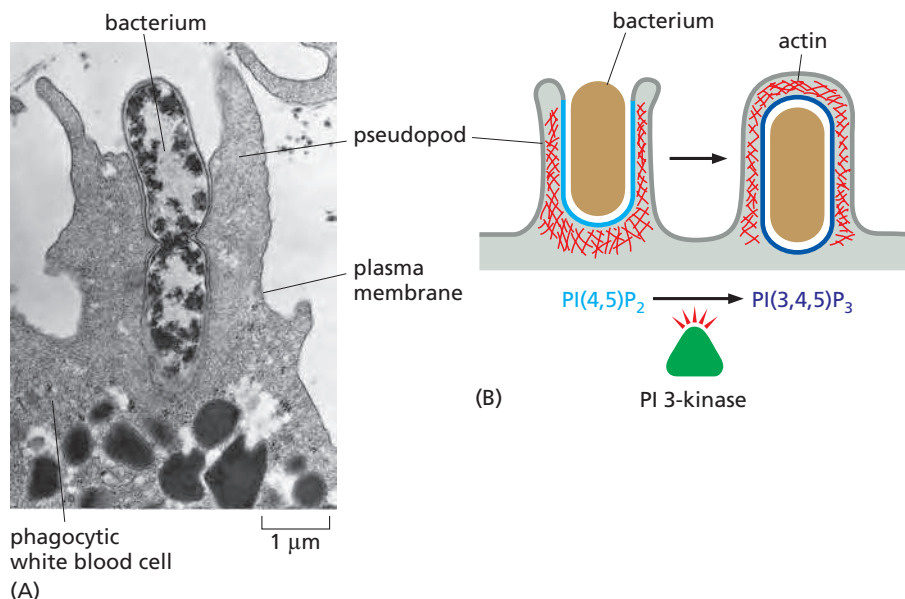 bacterium
pseudopod
plasma
membrane
phagocytic
white blood cell
1 μm
(A)
bacterium
actin
PI(4,5)P₂
PI(3,4,5)P₃
PI 3-kinase
(B)